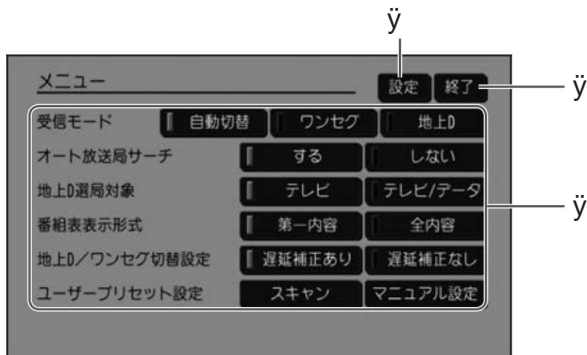 ÿ
メニュー 設定 終了 ÿ
受信モード 自動切替 ワンセグ 地上D
オート放送局サーチ する しない
ÿ
地上D選局対象 テレビ テレビ/データ
番組表表示形式 第一内容 全内容
地上D/ワンセグ切替設定 遅延補正あり 遅延補正なし
ユーザープリセット設定 スキャン マニュアル設定